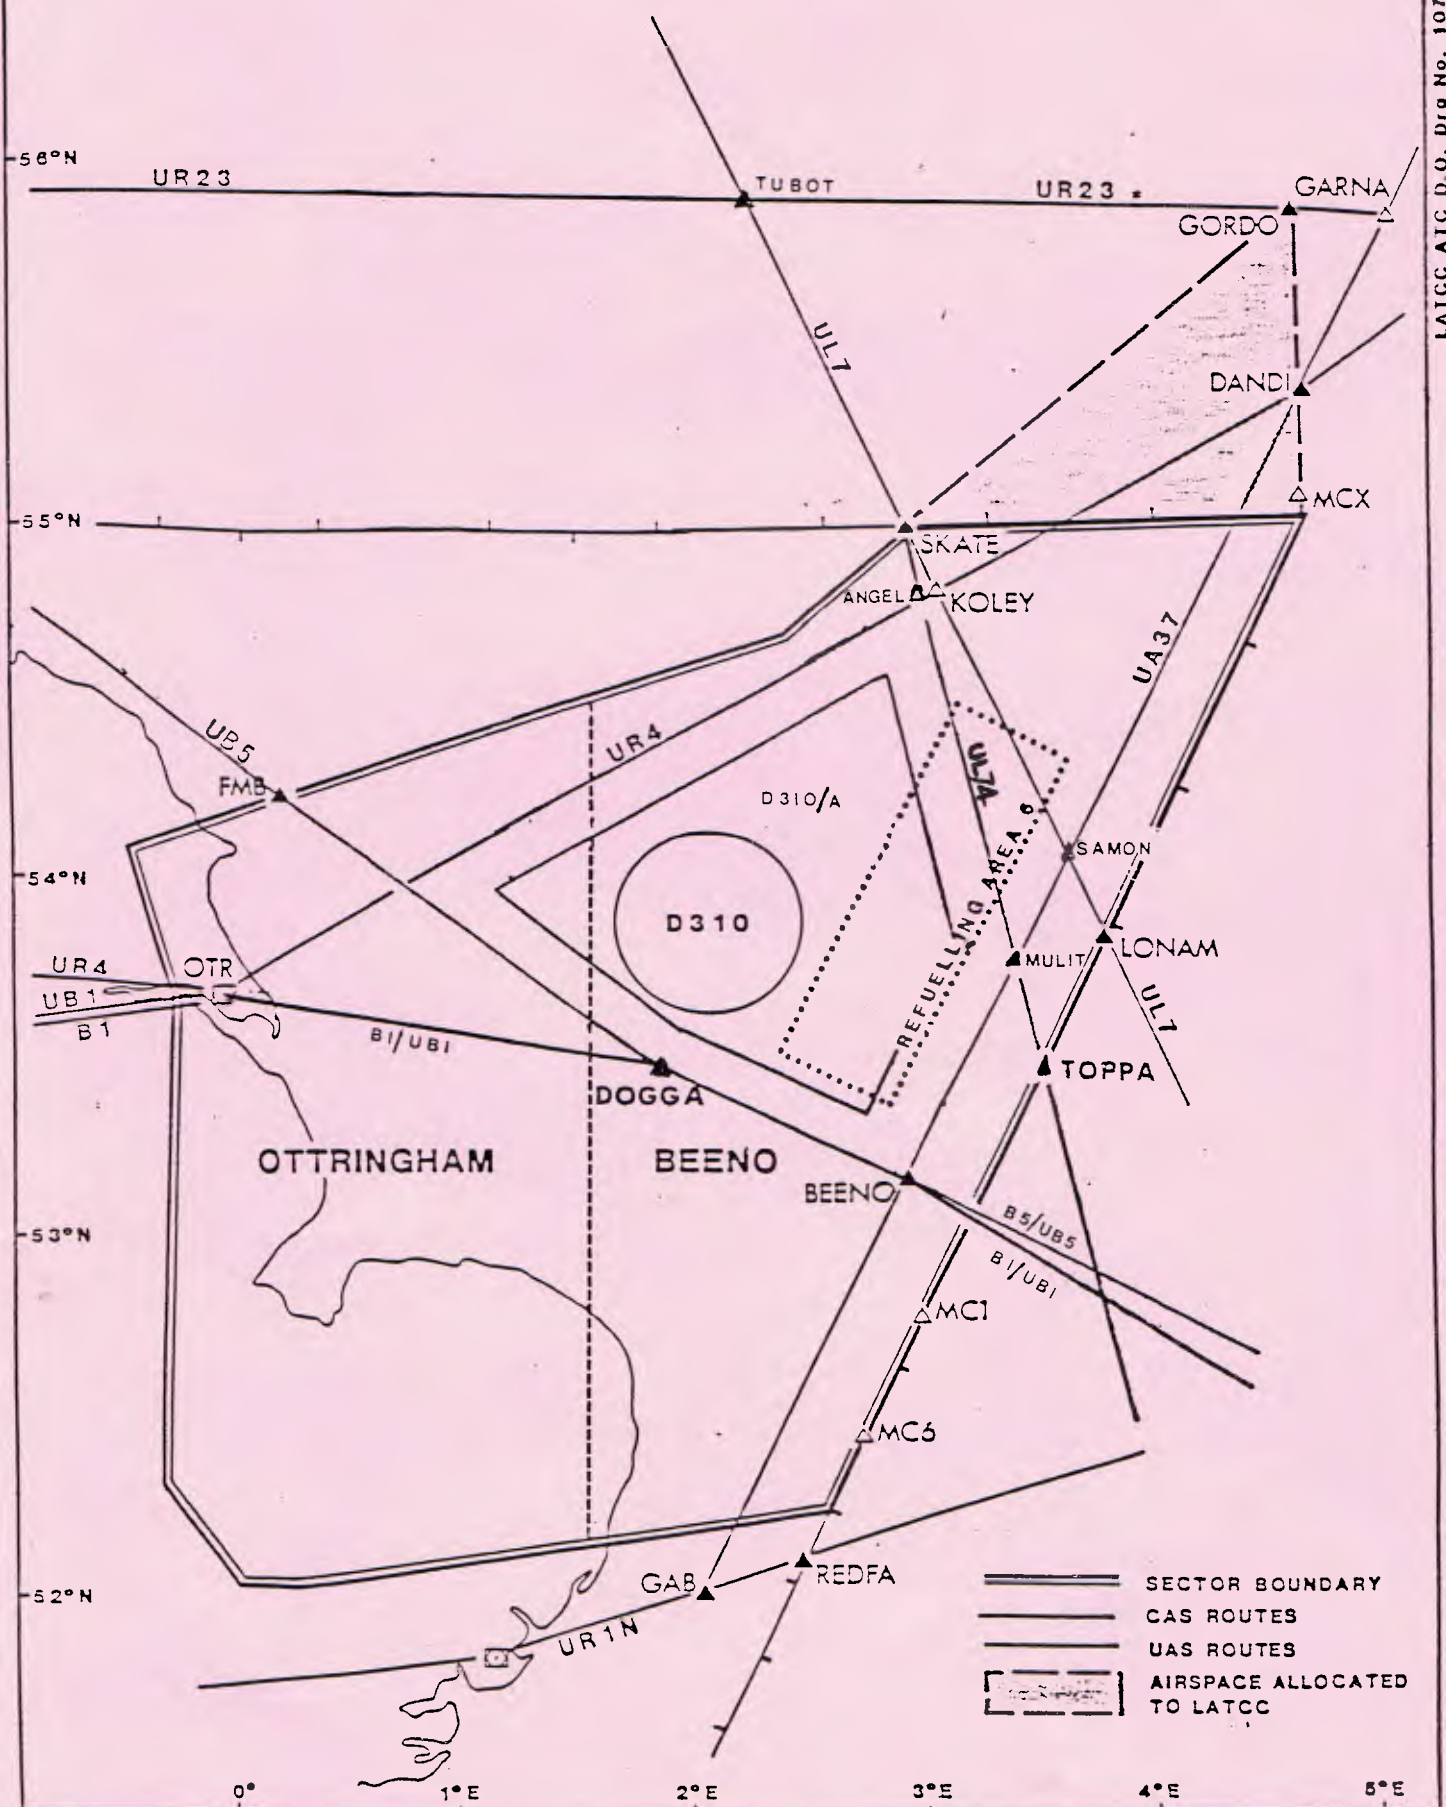 LATCC ATC D.O. Drg No. 107
56°N
UR23
TUBOT
UR23
GARNA
GORDO
UL7
DANDI
MCX
55°N
SKATE
ANGEL
KOLEY
UA37
UB5
UR4
FMB
UL74
D310/A
REFUELLING AREA 6
SAMON
54°N
D310
UR4
OTR
MULIT
LONAM
UB1
B1
UL7
B1/UB1
DOGGA
TOPPA
OTTRINGHAM
BEENO
BEENO
B5/UB5
B1/UB1
53°N
MC1
MC6
GAB
REDFA
52°N
UR1N
SECTOR BOUNDARY
CAS ROUTES
UAS ROUTES
AIRSPACE ALLOCATED
TO LATCC
0°
1°E
2°E
3°E
4°E
5°E